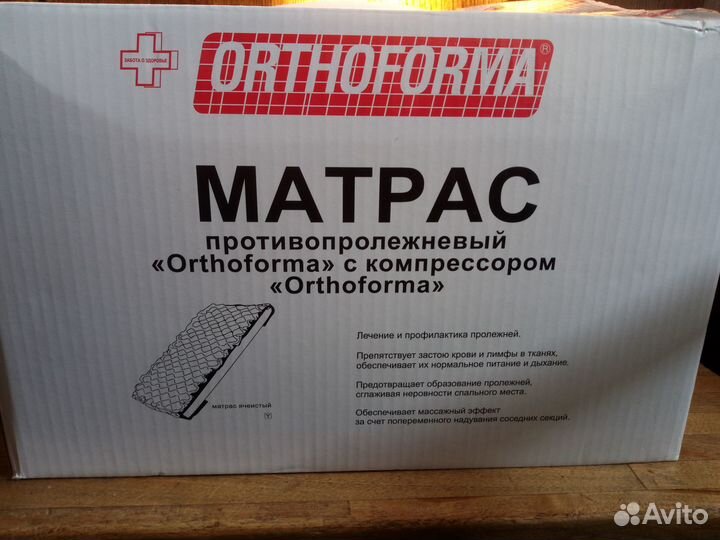 ЗАБОТА О ЗДОРОВЬЕ
ORTHOFORMA®
МАТРАС
противопролежневый
«Orthoforma» с компрессором
«Orthoforma»
матрас ячеистый
Лечение и профилактика пролежней.
Препятствует застою крови и лимфы в тканях,
обеспечивает их нормальное питание и дыхание.
Предотвращает образование пролежней,
сглаживая неровности спального места.
Обеспечивает массажный эффект
за счет попеременного надувания соседних секций.
Avito